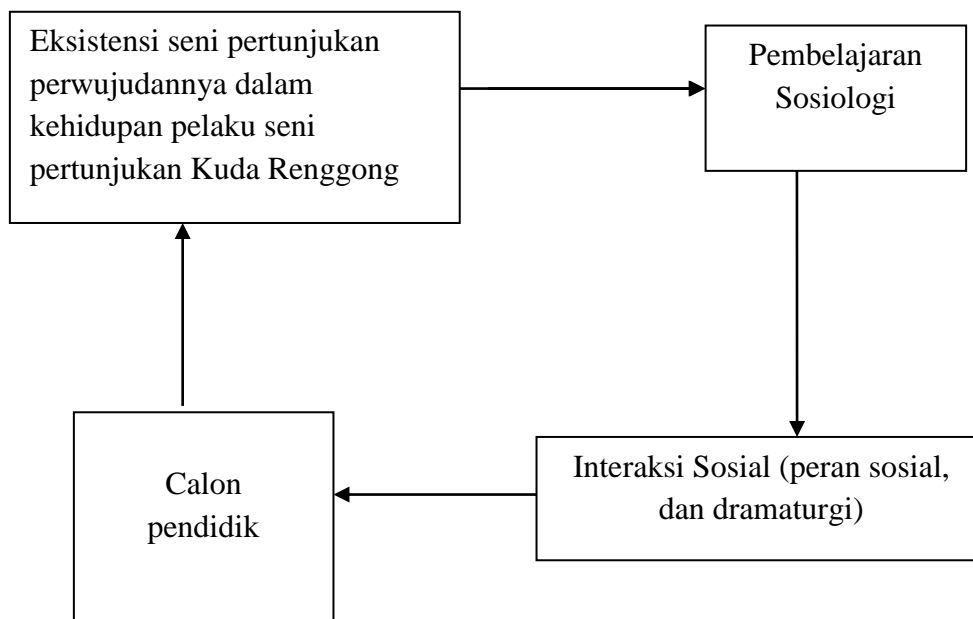 Eksistensi seni pertunjukan
perwujudannya dalam
kehidupan pelaku seni
pertunjukan Kuda Renggong
Pembelajaran
Sosiologi
Interaksi Sosial (peran sosial,
dan dramaturgi)
Calon
pendidik